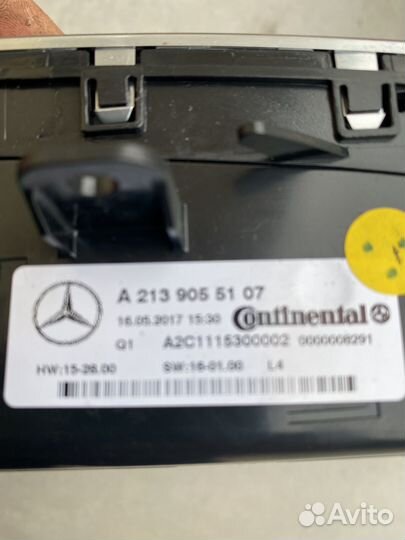 A 213 905 51 07
16.05.2017 15:30 Continental
Q1 A2C1115300002 0000008291
HW:15-26.00 SW:16-01.00 L4
Avito